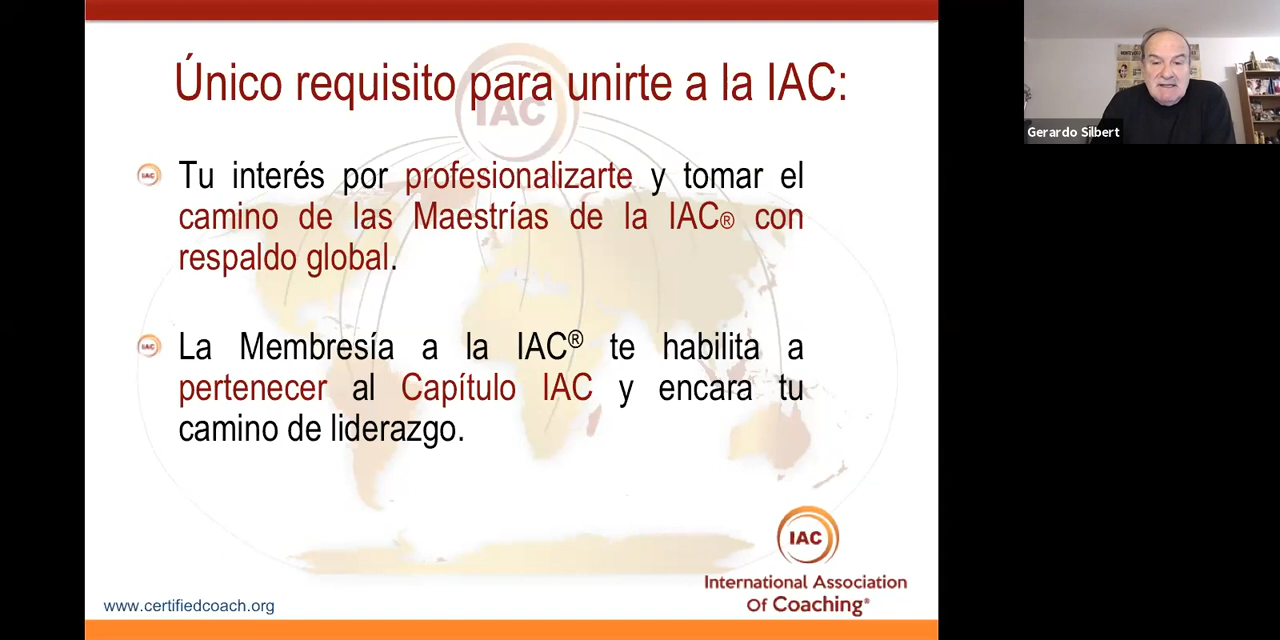 Único requisito para unirte a la IAC:
IAC
Tu interés por profesionalizarte y tomar el
camino de las Maestrías de la IAC® con
respaldo global.
La Membresía a la IAC® te habilita a
pertenecer al Capítulo IAC y encara tu
camino de liderazgo.
IAC
International Association
Of Coaching®
www.certifiedcoach.org
Gerardo Silbert